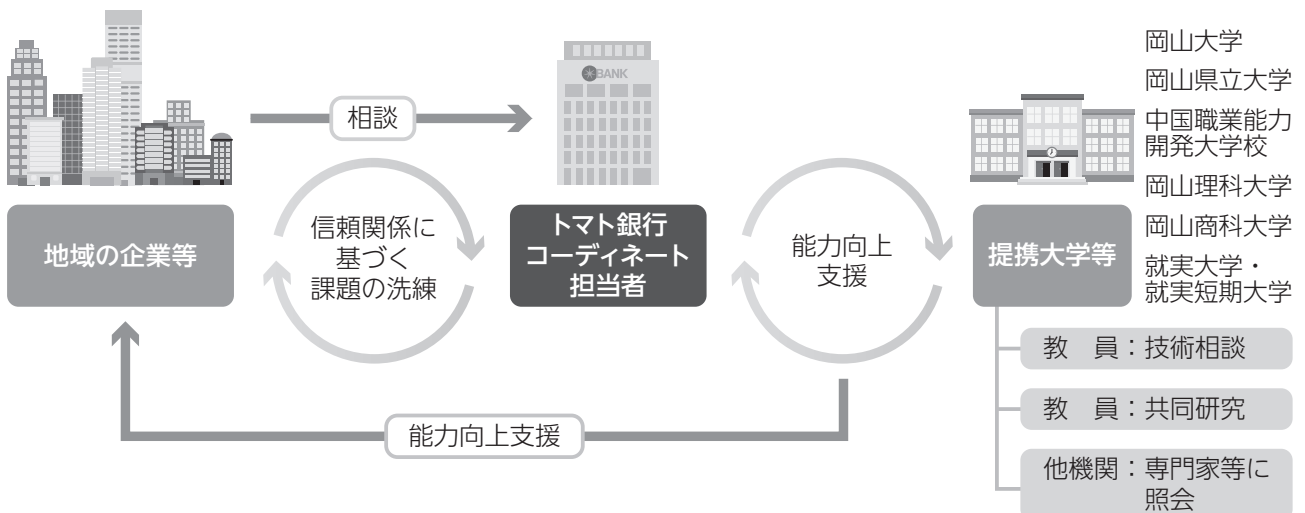 BANK
相談
地域の企業等
信頼関係に
基づく
課題の洗練
トマト銀行
コーディネート
担当者
能力向上
支援
提携大学等
岡山大学
岡山県立大学
中国職業能力
開発大学校
岡山理科大学
岡山商科大学
就実大学・
就実短期大学
教　員：技術相談
教　員：共同研究
他機関：専門家等に
照会
能力向上支援